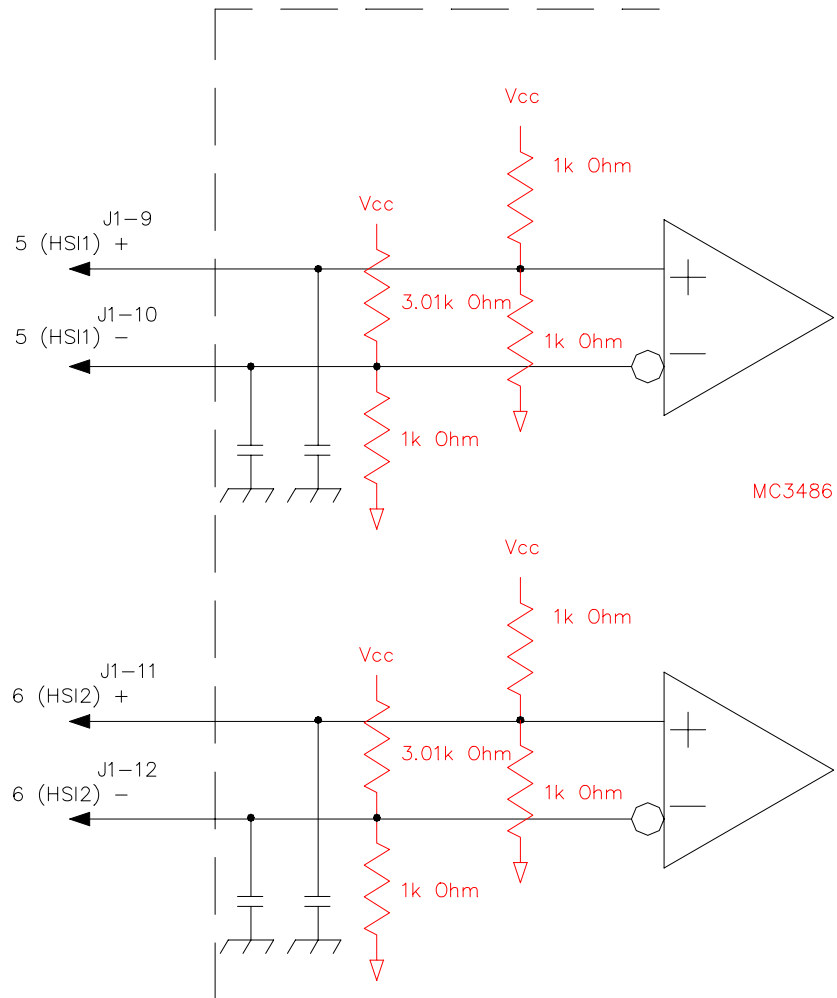 Vcc
1k Ohm
Vcc
J1-9
5 (HSI1) +
3.01k Ohm
J1-10
5 (HSI1) -
1k Ohm
1k Ohm
MC3486
Vcc
1k Ohm
Vcc
J1-11
6 (HSI2) +
3.01k Ohm
J1-12
6 (HSI2) -
1k Ohm
1k Ohm